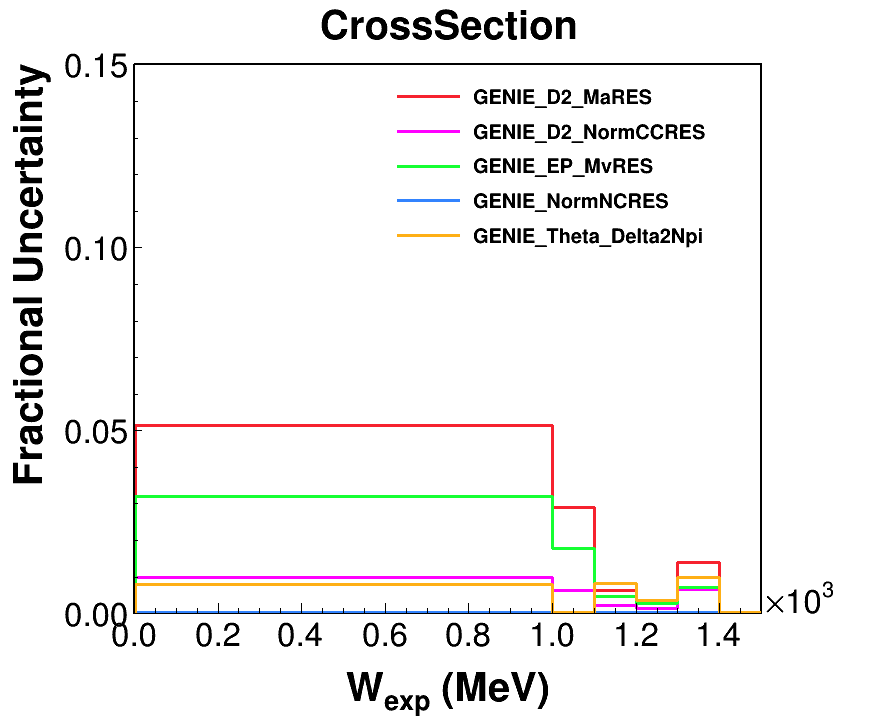 CrossSection
Fractional Uncertainty
0.15
0.10
0.05
0.00
GENIE_D2_MaRES
GENIE_D2_NormCCRES
GENIE_EP_MvRES
GENIE_NormNCRES
GENIE_Theta_Delta2Npi
0.0 0.2 0.4 0.6 0.8 1.0 1.2 1.4
×10³
W_exp (MeV)